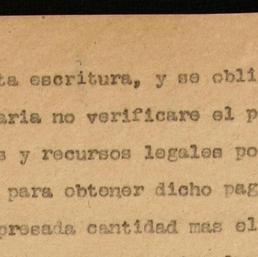 ta escritura, y se obli
aria no verificare el p
s y recursos legales po
para obtener dicho pag
presada cantidad mas el